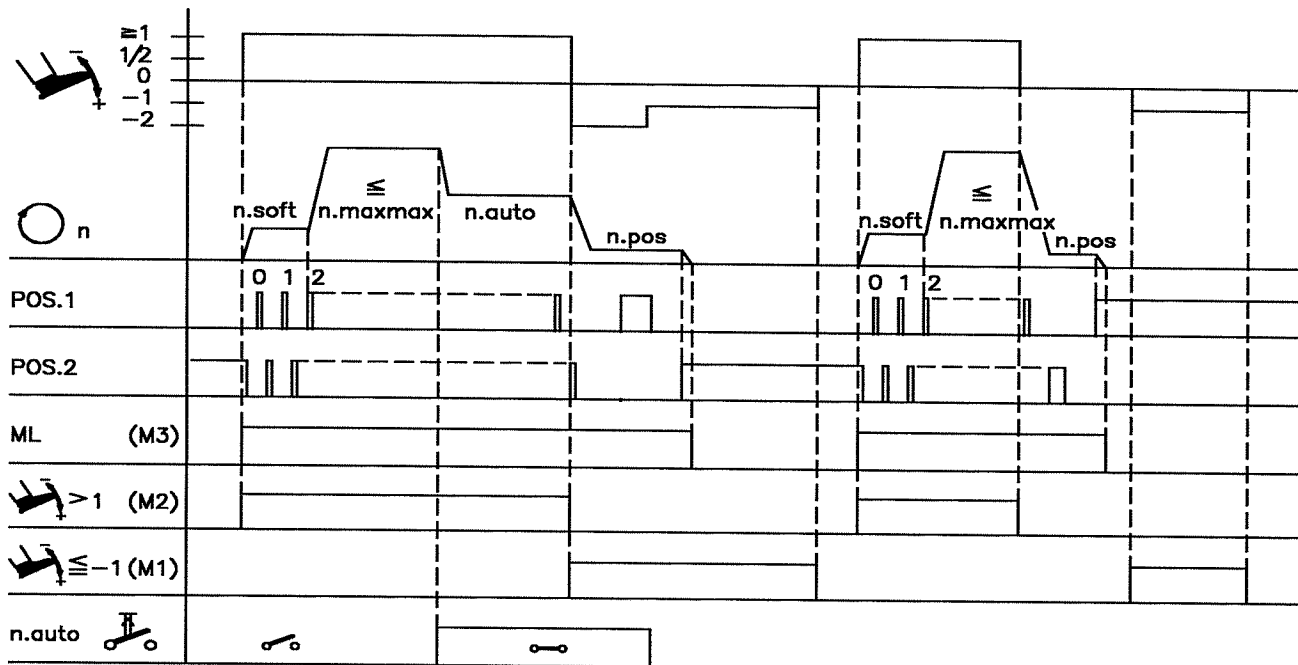 ≧1
1/2
0
−1
−2
−
+
n
n.soft
≦
n.maxmax
n.auto
n.pos
n.soft
≦
n.maxmax
n.pos
POS.1
0 1 2
0 1 2
POS.2
ML (M3)
− + >1 (M2)
− + ≦−1 (M1)
n.auto